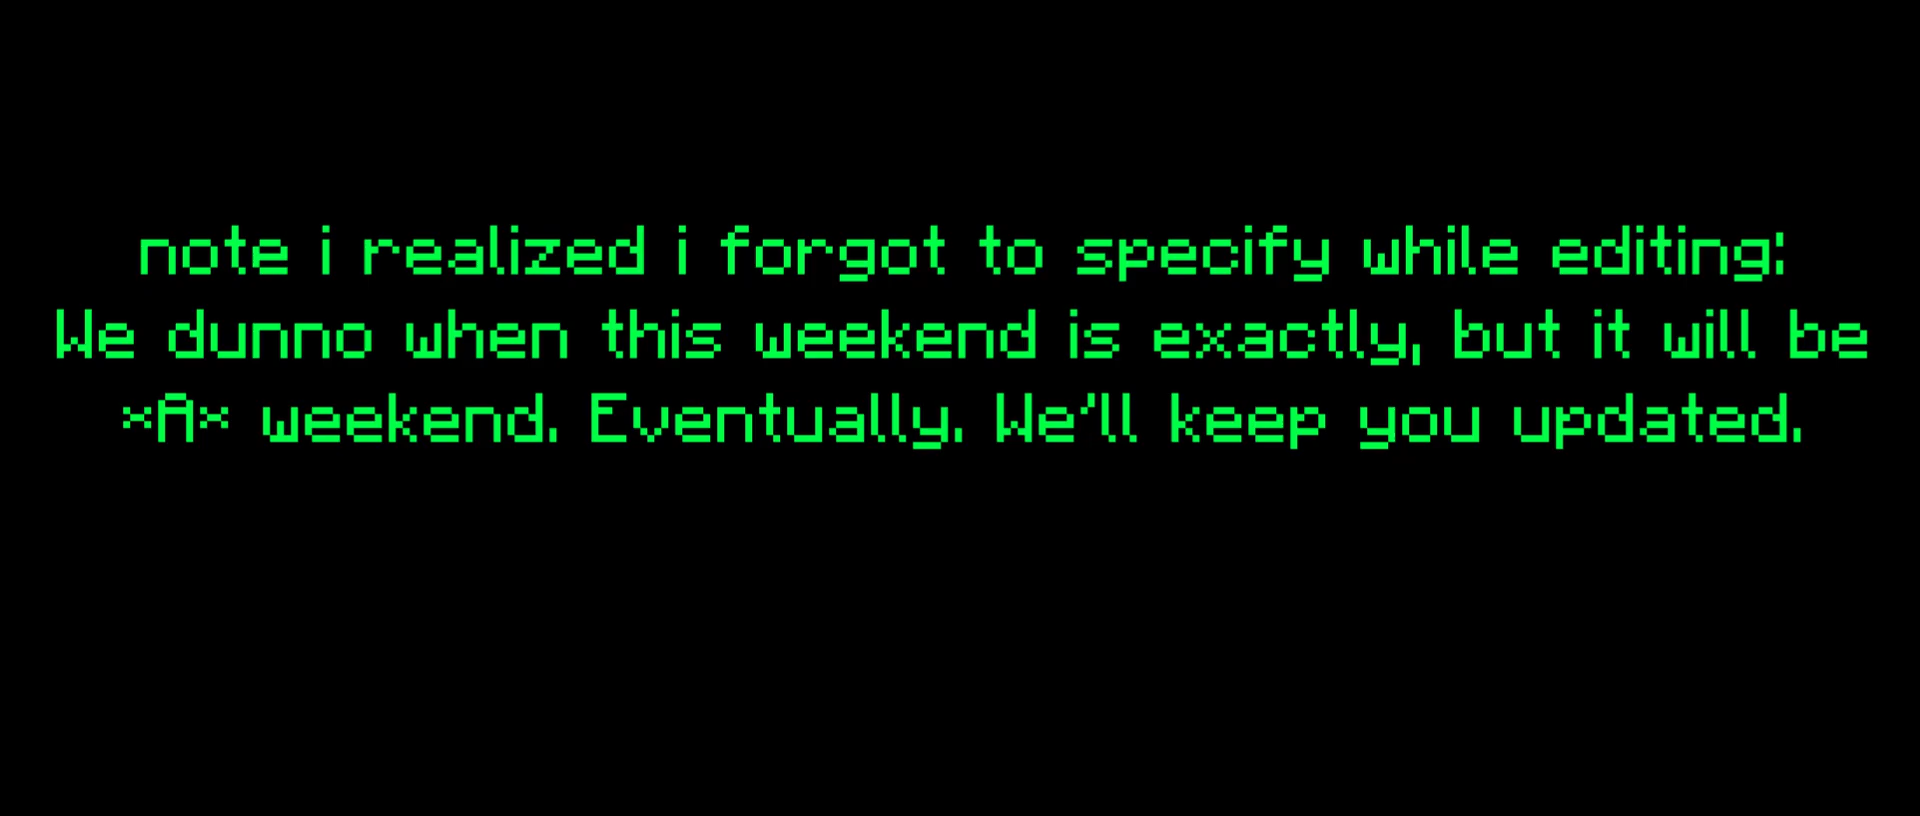 note i realized i forgot to specify while editing:
We dunno when this weekend is exactly, but it will be
*A* weekend. Eventually. We'll keep you updated.